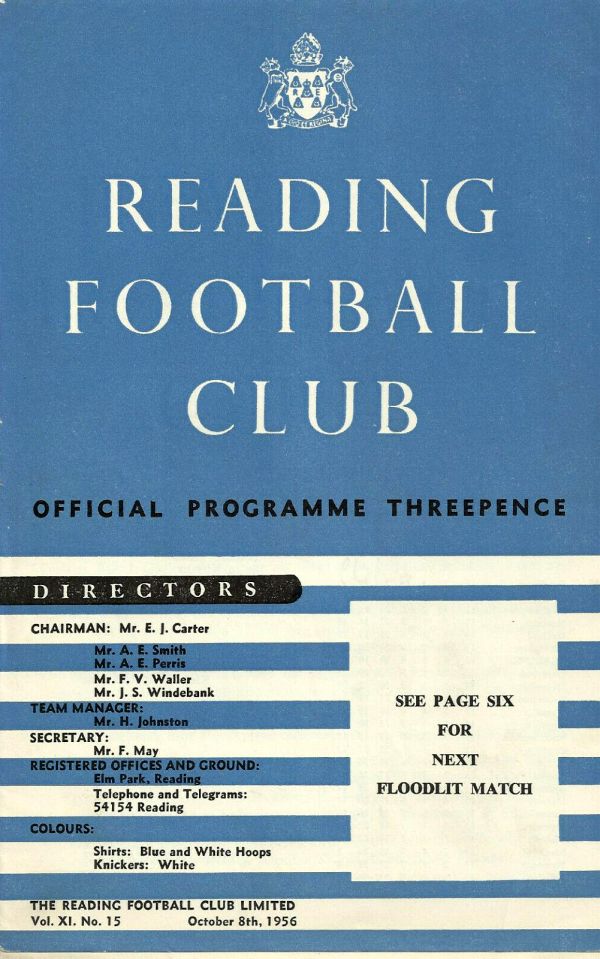 READING
FOOTBALL
CLUB
OFFICIAL PROGRAMME THREEPENCE
DIRECTORS
CHAIRMAN: Mr. E. J. Carter
Mr. A. E. Smith
Mr. A. E. Perris
Mr. F. V. Waller
Mr. J. S. Windebank
TEAM MANAGER:
Mr. H. Johnston
SECRETARY:
Mr. F. May
REGISTERED OFFICES AND GROUND:
Elm Park, Reading
Telephone and Telegrams:
54154 Reading
COLOURS:
Shirts: Blue and White Hoops
Knickers: White
SEE PAGE SIX
FOR
NEXT
FLOODLIT MATCH
THE READING FOOTBALL CLUB LIMITED
Vol. XI. No. 15 October 8th, 1956